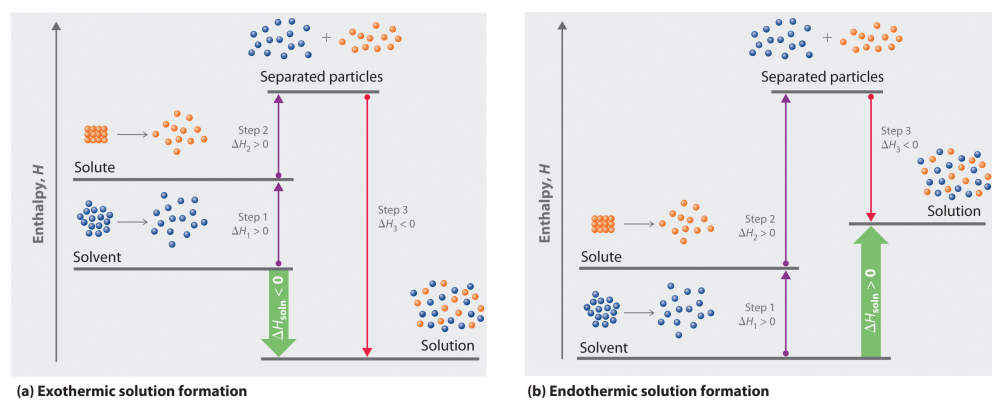 +
Separated particles
Step 2
ΔH₂ > 0
Solute
Step 1
ΔH₁ > 0
Solvent
Step 3
ΔH₃ < 0
ΔHsoln < 0
Solution
Enthalpy, H
(a) Exothermic solution formation
+
Separated particles
Step 3
ΔH₃ < 0
Solution
Step 2
ΔH₂ > 0
Solute
Step 1
ΔH₁ > 0
Solvent
ΔHsoln > 0
Enthalpy, H
(b) Endothermic solution formation